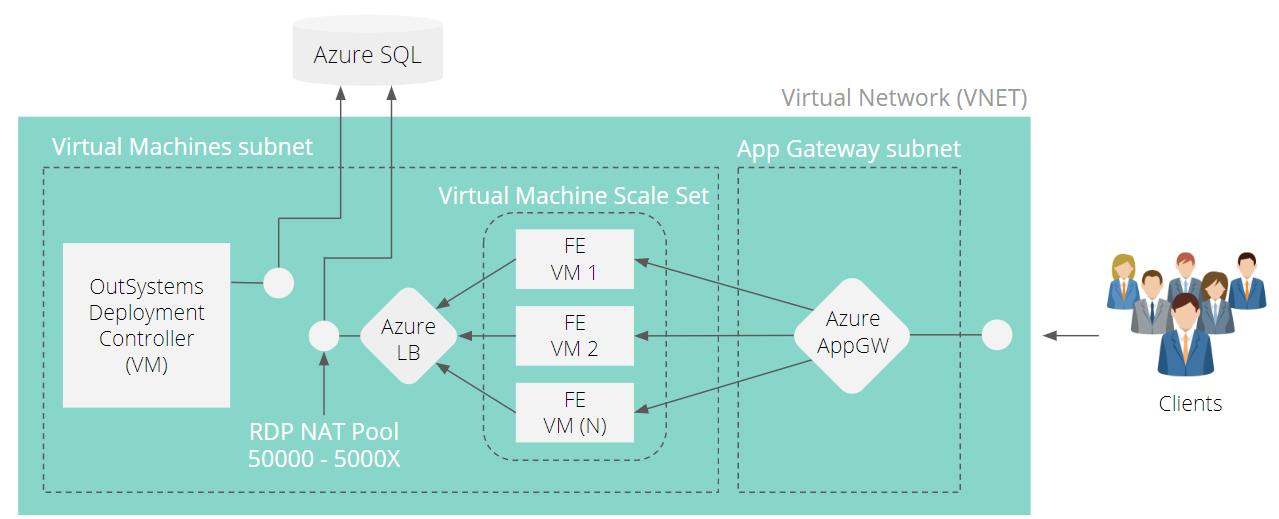 Azure SQL
Virtual Network (VNET)
Virtual Machines subnet
App Gateway subnet
Virtual Machine Scale Set
OutSystems
Deployment
Controller
(VM)
FE
VM 1
FE
VM 2
FE
VM (N)
Azure
LB
Azure
AppGW
RDP NAT Pool
50000 - 5000X
Clients